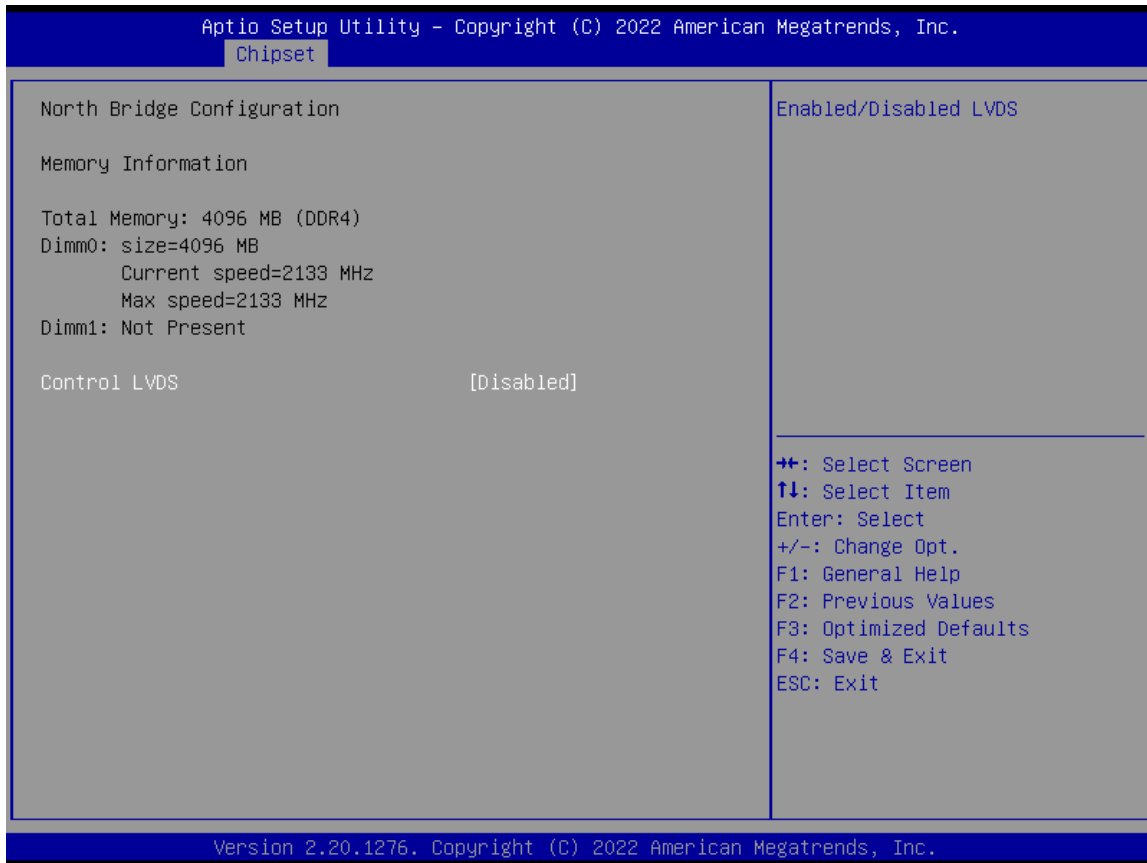 Aptio Setup Utility – Copyright (C) 2022 American Megatrends, Inc.
Chipset
North Bridge Configuration
Memory Information
Total Memory: 4096 MB (DDR4)
Dimm0: size=4096 MB
Current speed=2133 MHz
Max speed=2133 MHz
Dimm1: Not Present
Control LVDS [Disabled]
Enabled/Disabled LVDS
→←: Select Screen
↑↓: Select Item
Enter: Select
+/-: Change Opt.
F1: General Help
F2: Previous Values
F3: Optimized Defaults
F4: Save & Exit
ESC: Exit
Version 2.20.1276. Copyright (C) 2022 American Megatrends, Inc.